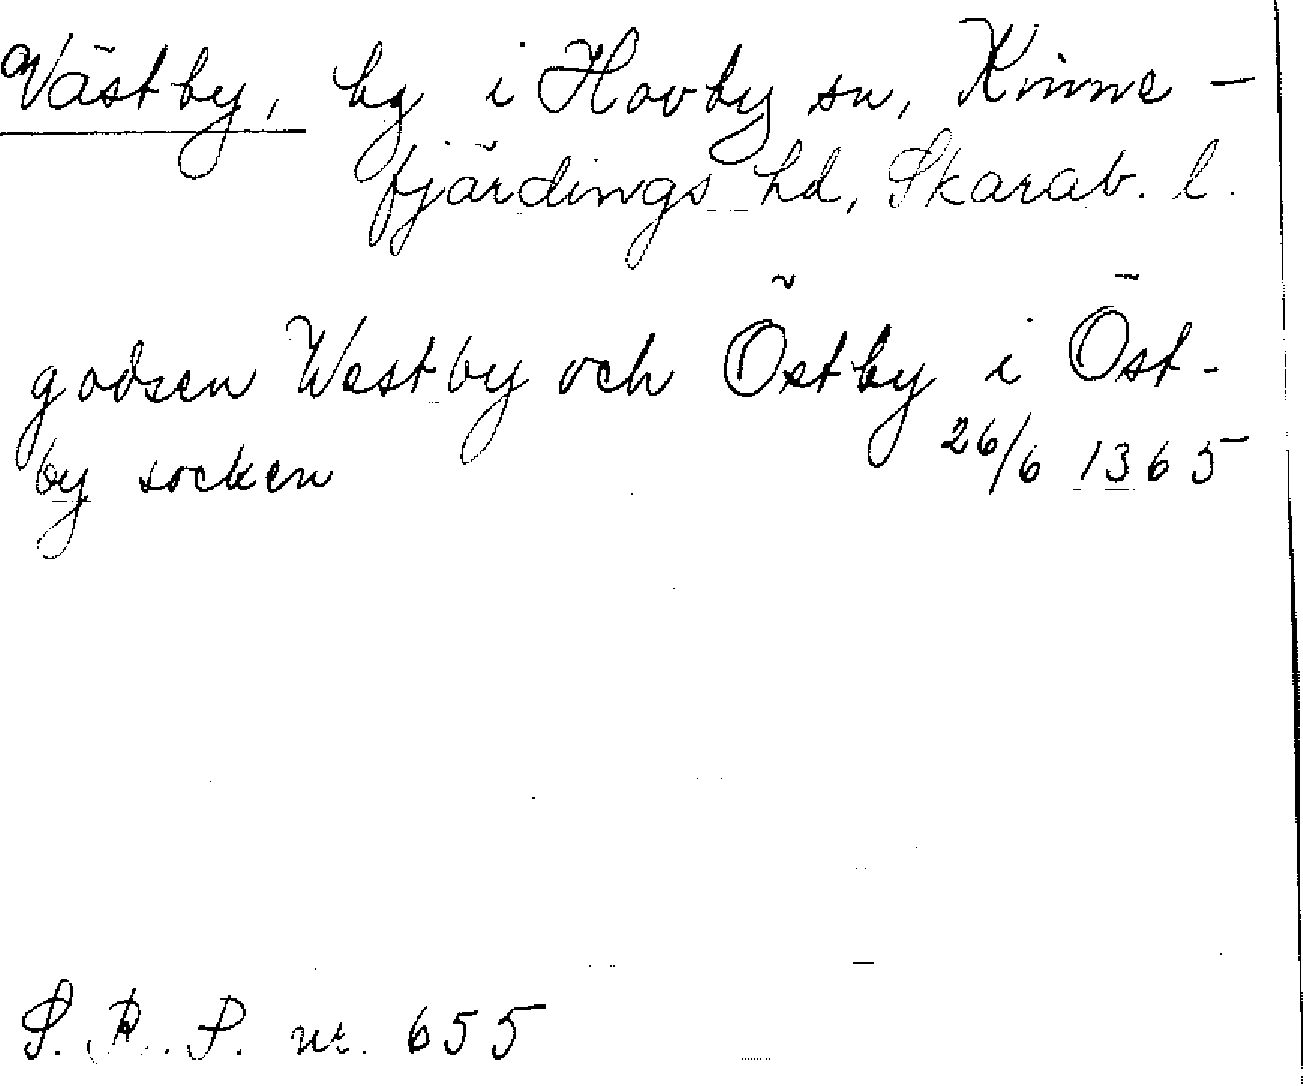 Västby, by i Hovby sn, Kinne-
fjärdings hd, Skarab. l.
godsen Westby och Östby i Öst-
by socken 26/6 1365
S. R. P. nr. 655